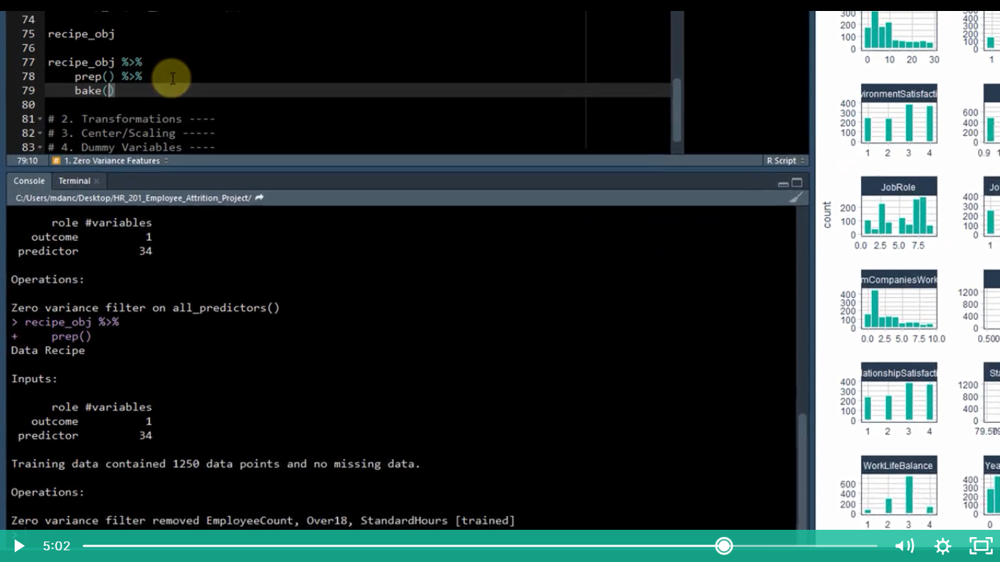 74
75 recipe_obj
76
77 recipe_obj %>%
78 prep() %>%
79 bake()
80
81 # 2. Transformations ----
82 # 3. Center/Scaling -----
83 # 4. Dummy Variables ----
79:10 # 1. Zero Variance Features R Script
Console Terminal
C:/Users/mdanc/Desktop/HR_201_Employee_Attrition_Project/
role #variables
outcome 1
predictor 34
Operations:
Zero variance filter on all_predictors()
> recipe_obj %>%
+ prep()
Data Recipe
Inputs:
role #variables
outcome 1
predictor 34
Training data contained 1250 data points and no missing data.
Operations:
Zero variance filter removed EmployeeCount, Over18, StandardHours [trained]
>
5:02
300
200
100
0
0 10 20 30
400
300
200
100
0
1
vironmentSatisfacti
400
300
200
100
0
1 2 3 4
600
400
200
0
0.9
count
JobRole
200
100
0
0.0 2.5 5.0 7.5
Jo
400
300
200
100
0
1
mCompaniesWork
400
300
200
100
0
0.0 2.5 5.0 7.5 10.0
1200
800
400
0
0.500
lationshipSatisfacti
400
300
200
100
0
1 2 3 4
Sta
1200
800
400
0
WorkLifeBalance
600
400
200
0
1 2 3 4
Yea
400
300
200
100
0
0